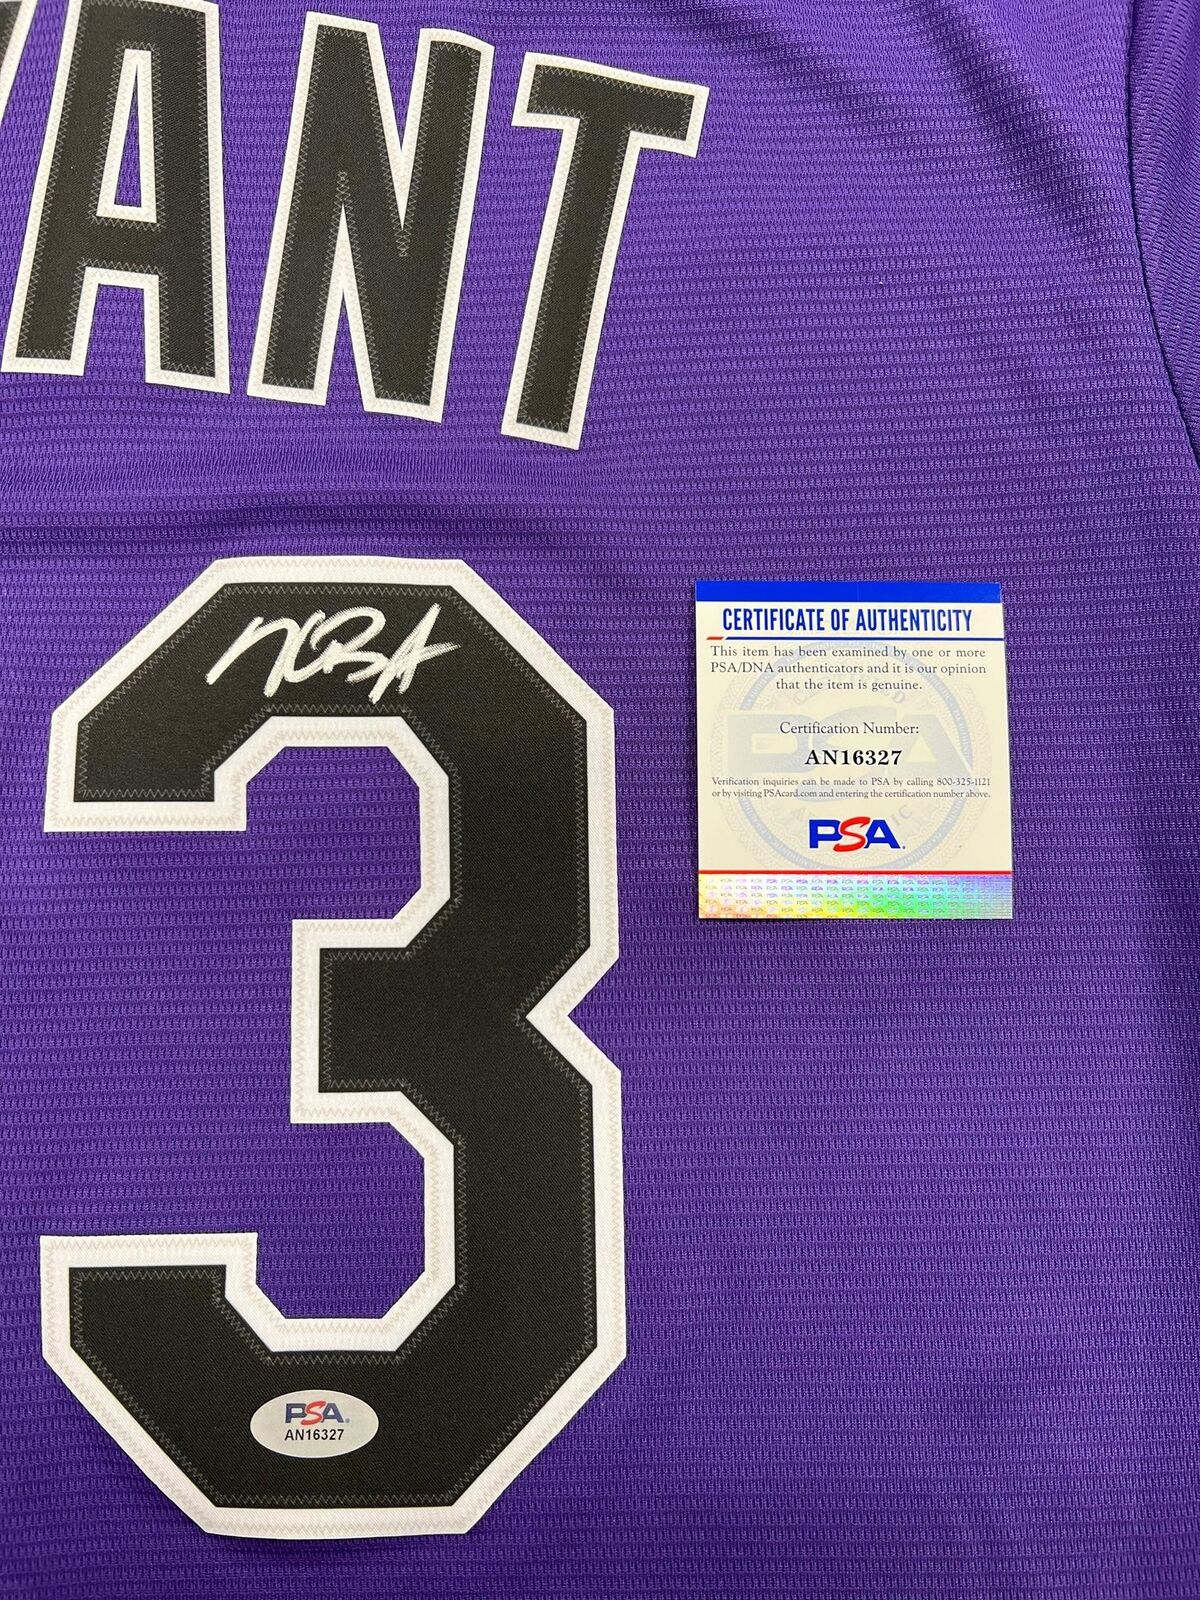 YANT
3
CERTIFICATE OF AUTHENTICITY
This item has been examined by one or more
PSA/DNA authenticators and it is our opinion
that the item is genuine.
Certification Number:
AN16327
Verification inquiries can be made to PSA by calling 800-325-1121
or by visiting PSAcard.com and entering the certification number above.
PSA.
PSA.
AN16327